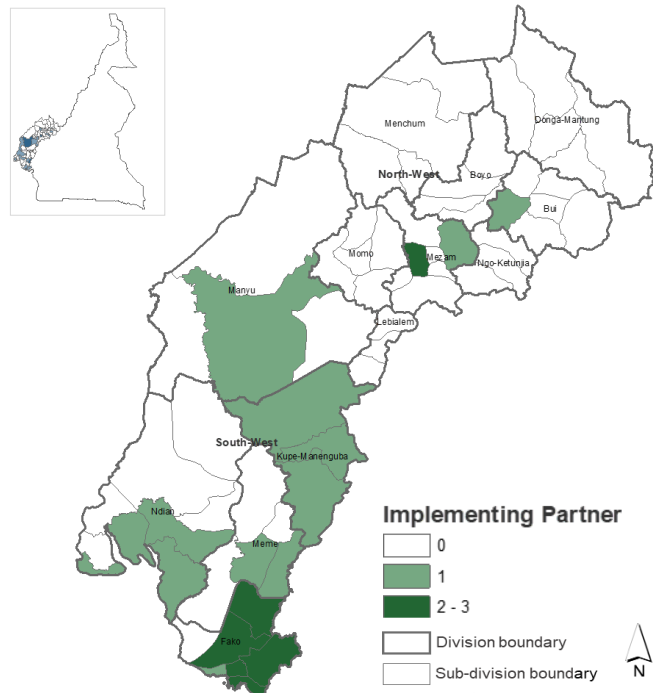 Menchum
Donga-Mantung
North-West
Boyo
Bui
Momo
Mezam
Ngo-Ketunjia
Manyu
Lebialem
South-West
Kupe-Manenguba
Ndian
Meme
Fako
Implementing Partner
0
1
2 - 3
Division boundary
Sub-division boundary
N